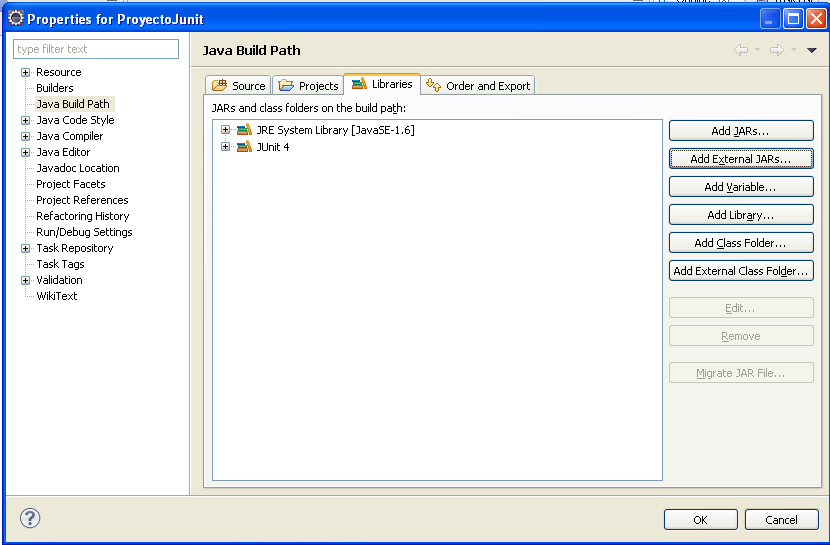 Properties for ProyectoJunit
type filter text
Resource
Builders
Java Build Path
Java Code Style
Java Compiler
Java Editor
Javadoc Location
Project Facets
Project References
Refactoring History
Run/Debug Settings
Task Repository
Task Tags
Validation
WikiText
Java Build Path
Source
Projects
Libraries
Order and Export
JARs and class folders on the build path:
JRE System Library [JavaSE-1.6]
JUnit 4
Add JARs...
Add External JARs...
Add Variable...
Add Library...
Add Class Folder...
Add External Class Folder...
Edit...
Remove
Migrate JAR File...
?
OK
Cancel